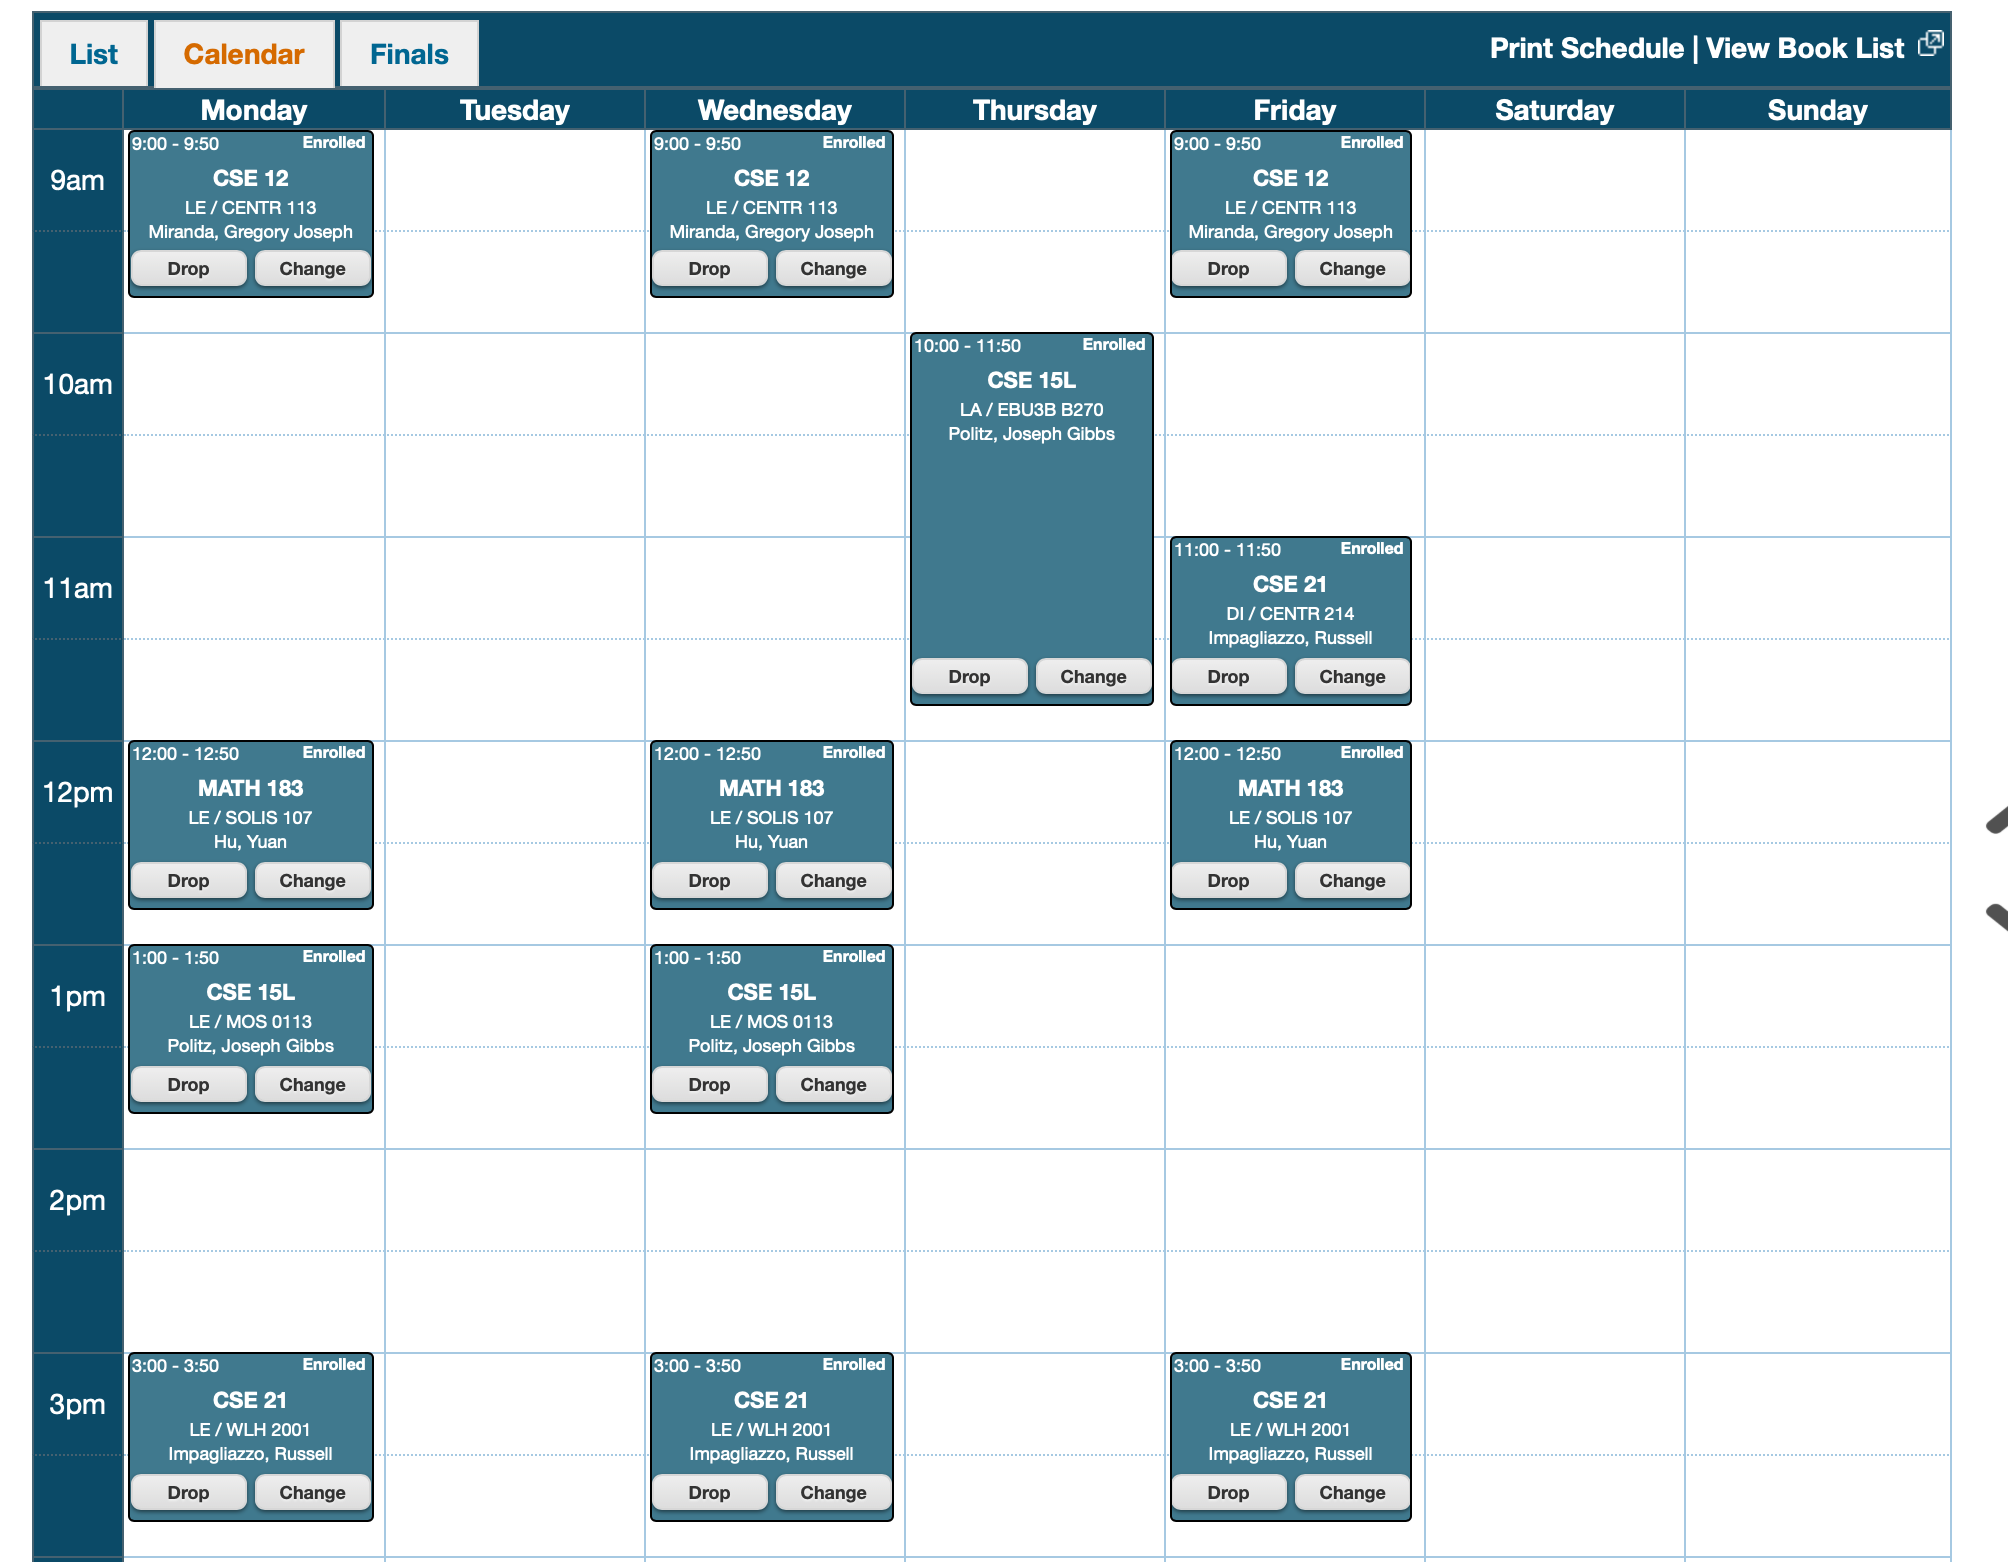 List Calendar Finals Print Schedule | View Book List
Monday Tuesday Wednesday Thursday Friday Saturday Sunday
9am
9:00 - 9:50 Enrolled
CSE 12
LE / CENTR 113
Miranda, Gregory Joseph
Drop Change
9:00 - 9:50 Enrolled
CSE 12
LE / CENTR 113
Miranda, Gregory Joseph
Drop Change
9:00 - 9:50 Enrolled
CSE 12
LE / CENTR 113
Miranda, Gregory Joseph
Drop Change
10am
10:00 - 11:50 Enrolled
CSE 15L
LA / EBU3B B270
Politz, Joseph Gibbs
Drop Change
11am
11:00 - 11:50 Enrolled
CSE 21
DI / CENTR 214
Impagliazzo, Russell
Drop Change
12pm
12:00 - 12:50 Enrolled
MATH 183
LE / SOLIS 107
Hu, Yuan
Drop Change
12:00 - 12:50 Enrolled
MATH 183
LE / SOLIS 107
Hu, Yuan
Drop Change
12:00 - 12:50 Enrolled
MATH 183
LE / SOLIS 107
Hu, Yuan
Drop Change
1pm
1:00 - 1:50 Enrolled
CSE 15L
LE / MOS 0113
Politz, Joseph Gibbs
Drop Change
1:00 - 1:50 Enrolled
CSE 15L
LE / MOS 0113
Politz, Joseph Gibbs
Drop Change
2pm
3pm
3:00 - 3:50 Enrolled
CSE 21
LE / WLH 2001
Impagliazzo, Russell
Drop Change
3:00 - 3:50 Enrolled
CSE 21
LE / WLH 2001
Impagliazzo, Russell
Drop Change
3:00 - 3:50 Enrolled
CSE 21
LE / WLH 2001
Impagliazzo, Russell
Drop Change